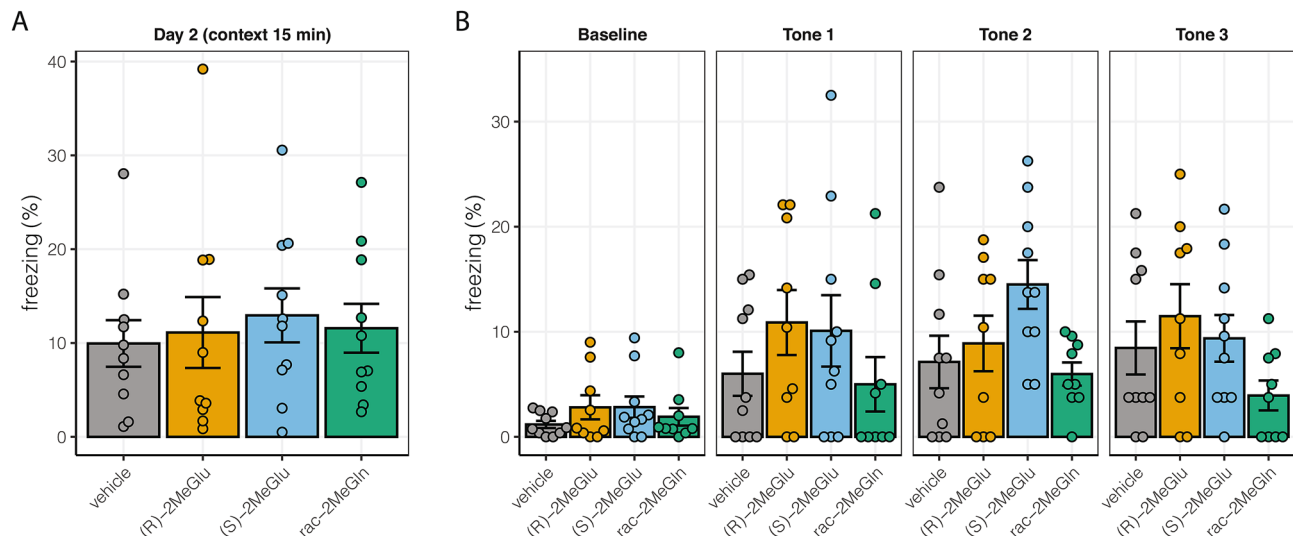 A
Day 2 (context 15 min)
freezing (%)
40
30
20
10
0
vehicle
(R)-2MeGlu
(S)-2MeGlu
rac-2MeGln
B
Baseline
Tone 1
Tone 2
Tone 3
freezing (%)
30
20
10
0
vehicle
(R)-2MeGlu
(S)-2MeGlu
rac-2MeGln
vehicle
(R)-2MeGlu
(S)-2MeGlu
rac-2MeGln
vehicle
(R)-2MeGlu
(S)-2MeGlu
rac-2MeGln
vehicle
(R)-2MeGlu
(S)-2MeGlu
rac-2MeGln